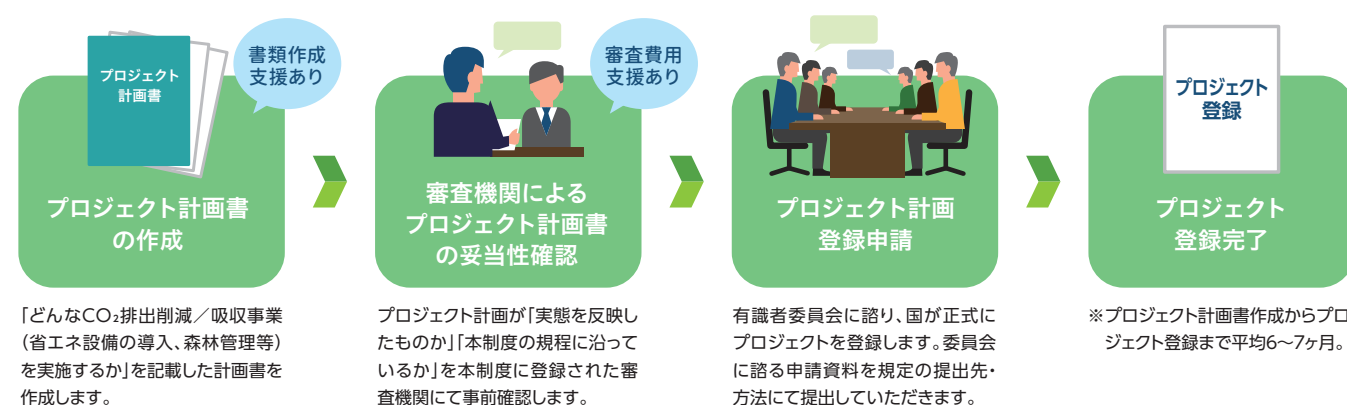 プロジェクト
計画書
書類作成
支援あり
プロジェクト計画書
の作成
「どんなCO₂排出削減／吸収事業
(省エネ設備の導入、森林管理等)
を実施するか」を記載した計画書を
作成します。
審査費用
支援あり
審査機関による
プロジェクト計画書
の妥当性確認
プロジェクト計画が「実態を反映し
たものか」「本制度の規程に沿って
いるか」を本制度に登録された審
査機関にて事前確認します。
プロジェクト計画
登録申請
有識者委員会に諮り、国が正式に
プロジェクトを登録します。委員会
に諮る申請資料を規定の提出先・
方法にて提出していただきます。
プロジェクト
登録
プロジェクト
登録完了
※プロジェクト計画書作成からプロ
ジェクト登録まで平均6〜7ヶ月。